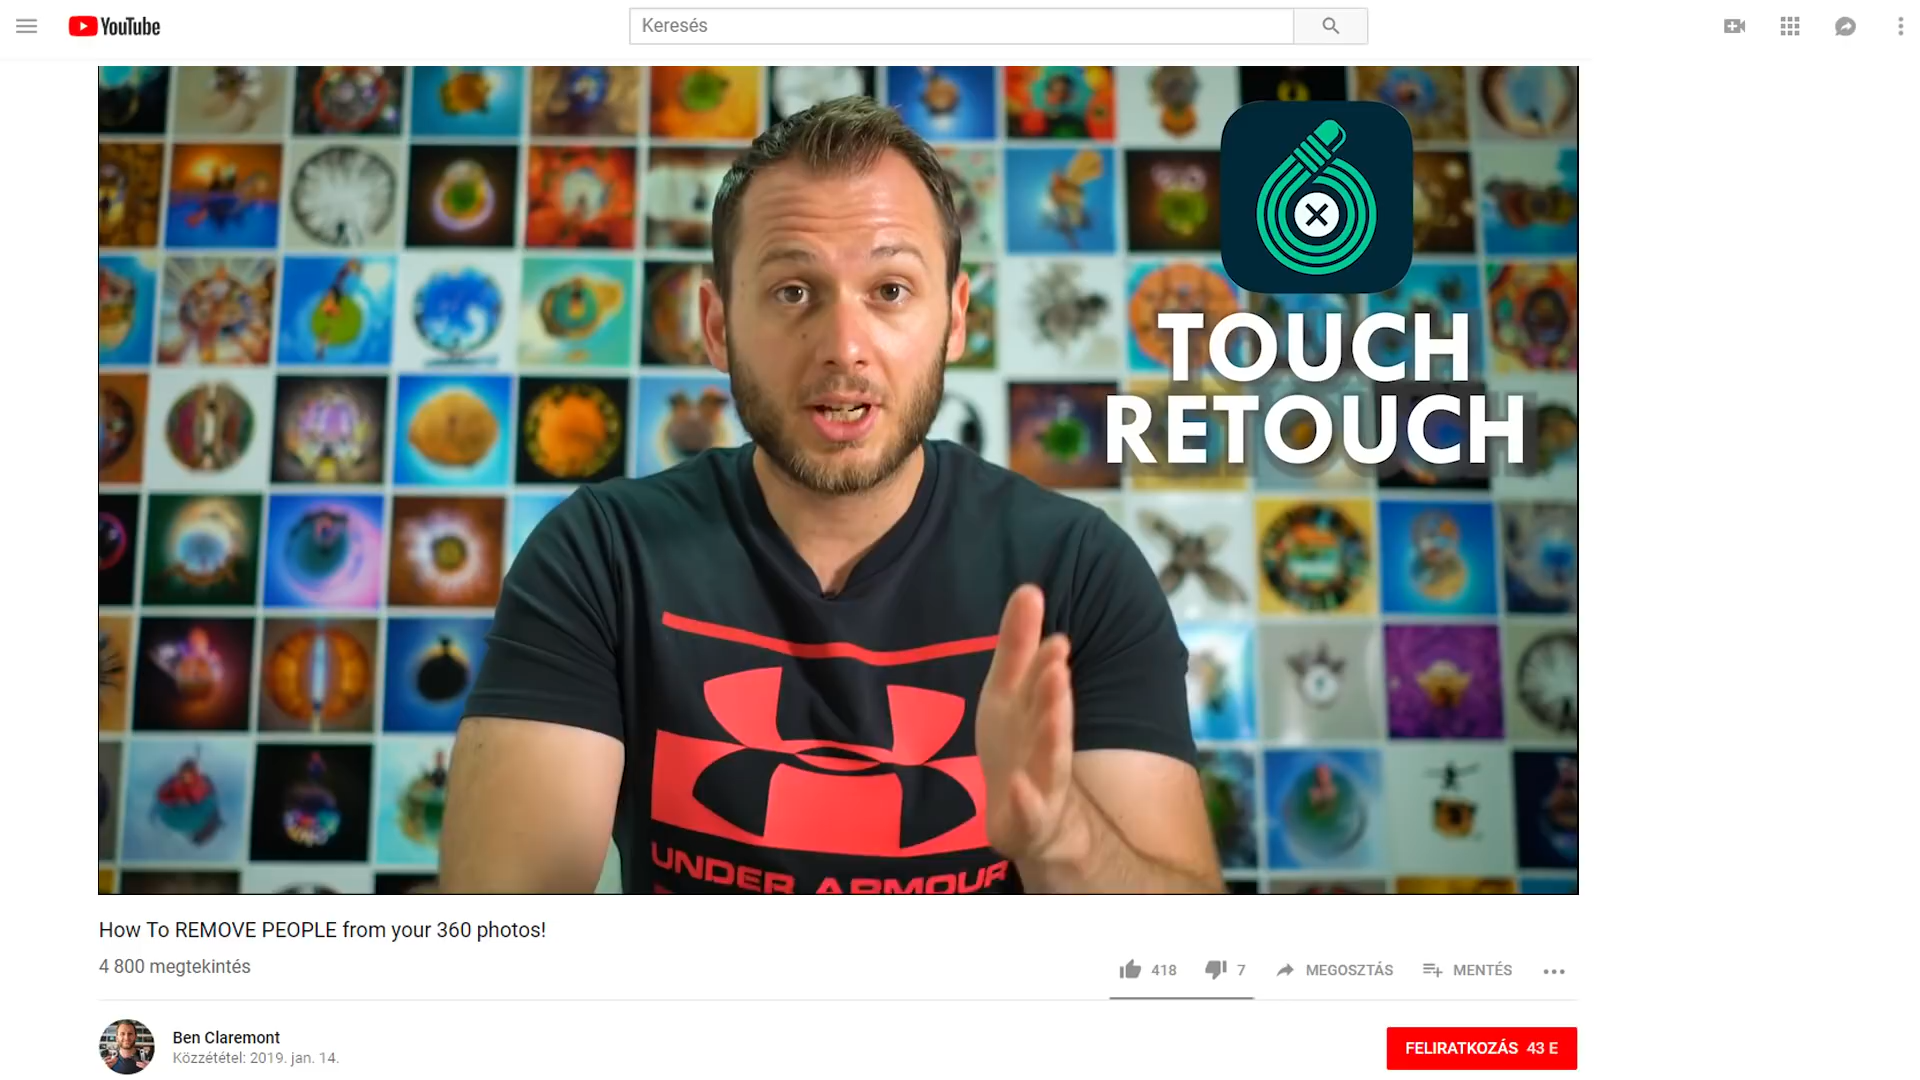 YouTube
Keresés
TOUCH
RETOUCH
UNDER ARMOUR
How To REMOVE PEOPLE from your 360 photos!
4 800 megtekintés
418
7
MEGOSZTÁS
MENTÉS
Ben Claremont
Közzététel: 2019. jan. 14.
FELIRATKOZÁS 43 E